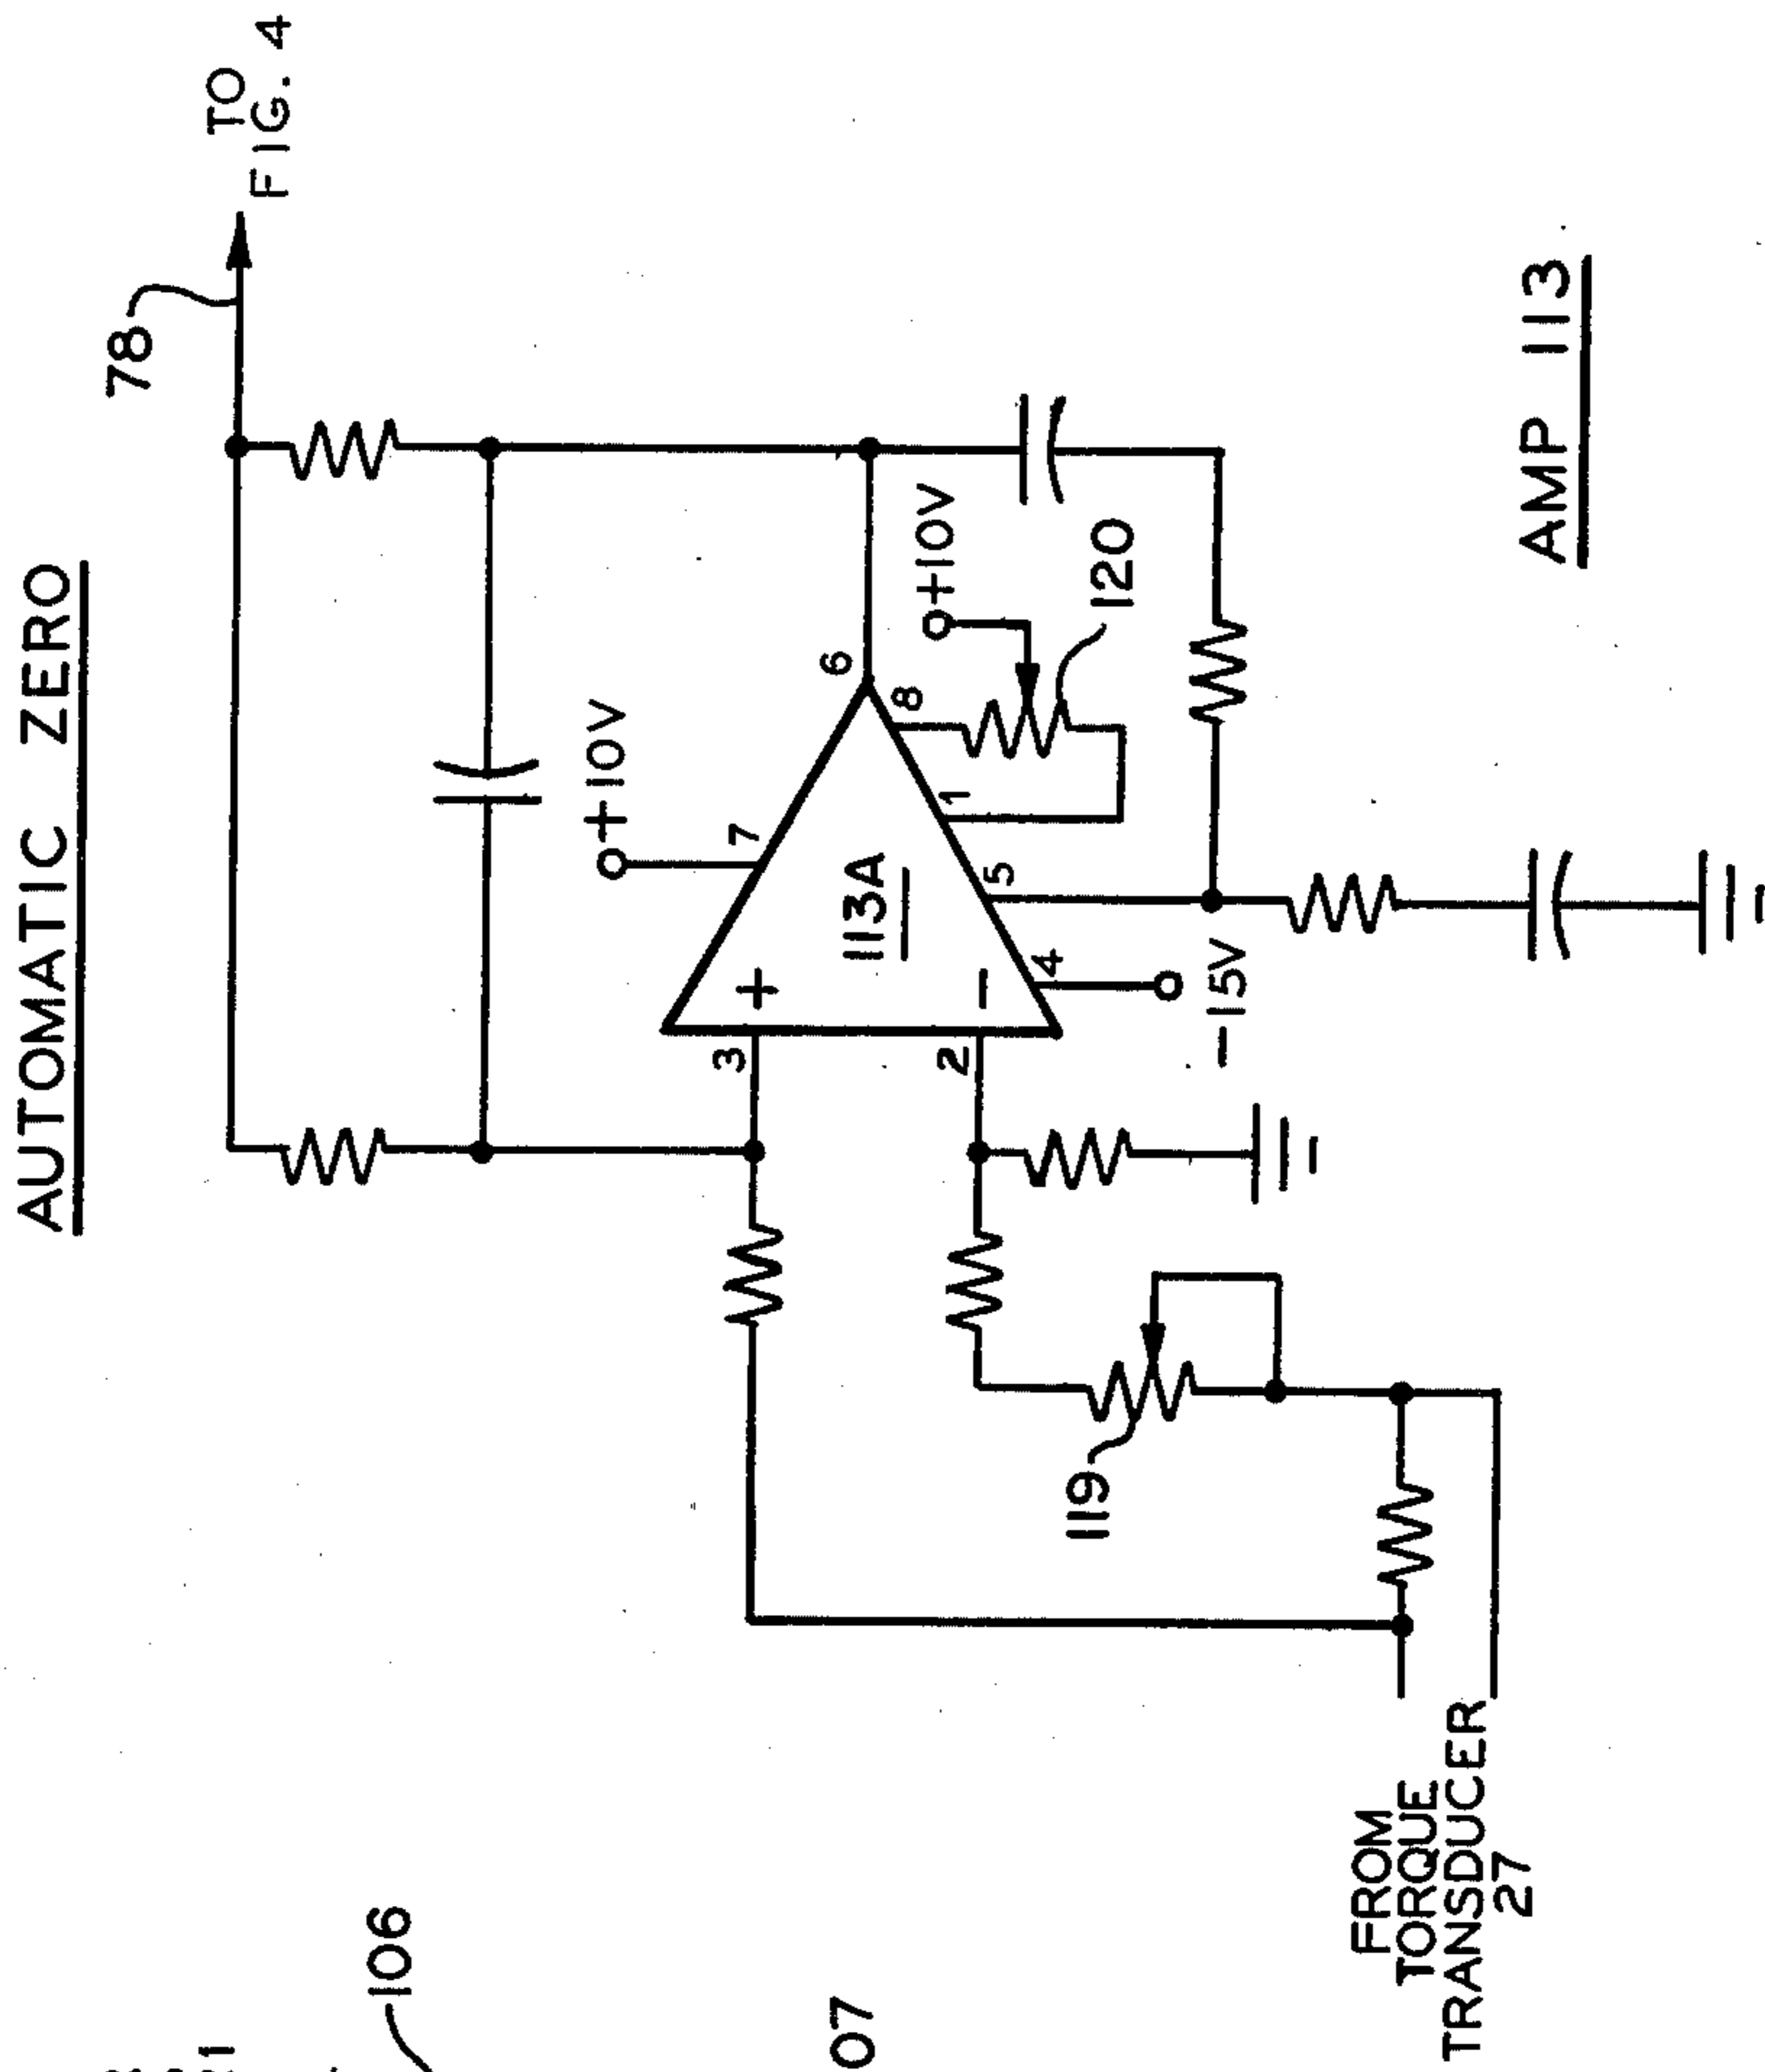 AUTOMATIC ZERO
78
TO
FIG. 4
+10V
7
6
+10V
8
120
1
3
+
113A
2
−
5
4
−15V
119
FROM
TORQUE
TRANSDUCER
27
AMP 113
106
07